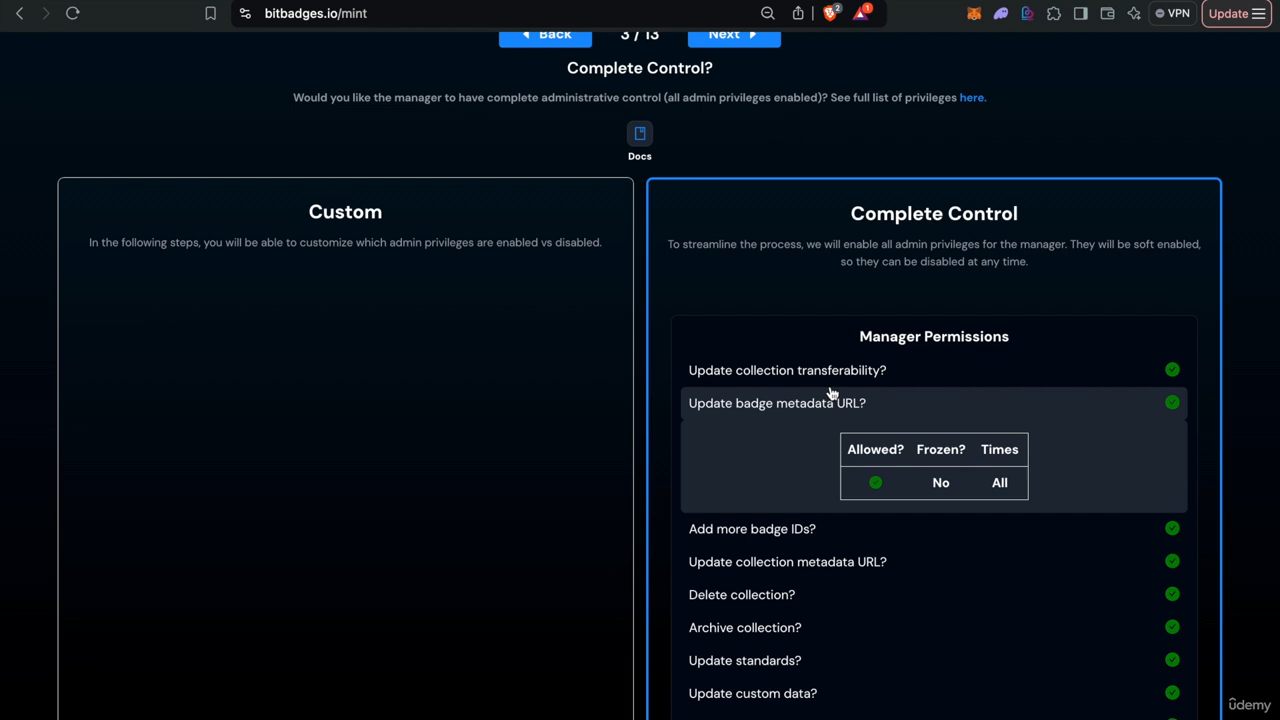 bitbadges.io/mint
2
1
VPN
Update
Back
3 / 13
Next
Complete Control?
Would you like the manager to have complete administrative control (all admin privileges enabled)? See full list of privileges here.
Docs
Custom
In the following steps, you will be able to customize which admin privileges are enabled vs disabled.
Complete Control
To streamline the process, we will enable all admin privileges for the manager. They will be soft enabled,
so they can be disabled at any time.
Manager Permissions
Update collection transferability?
Update badge metadata URL?
Allowed? Frozen? Times
No All
Add more badge IDs?
Update collection metadata URL?
Delete collection?
Archive collection?
Update standards?
Update custom data?
ûdemy